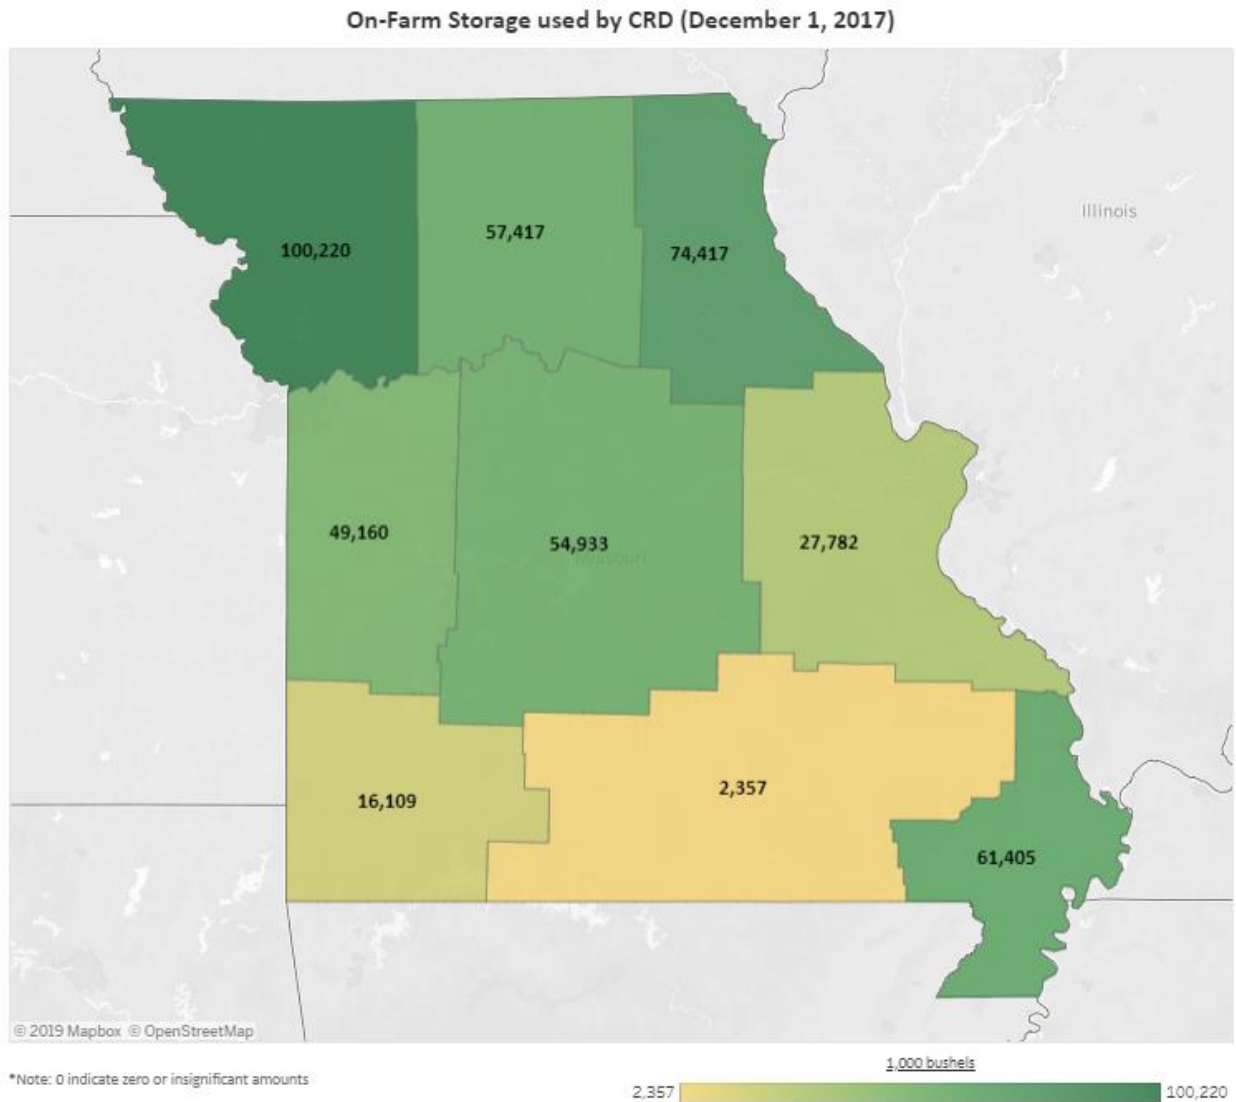 On-Farm Storage used by CRD (December 1, 2017)
Illinois
57,417
100,220
74,417
49,160
54,933
27,782
Missouri
2,357
16,109
61,405
© 2019 Mapbox © OpenStreetMap
1,000 bushels
*Note: 0 indicate zero or insignificant amounts
2,357 100,220